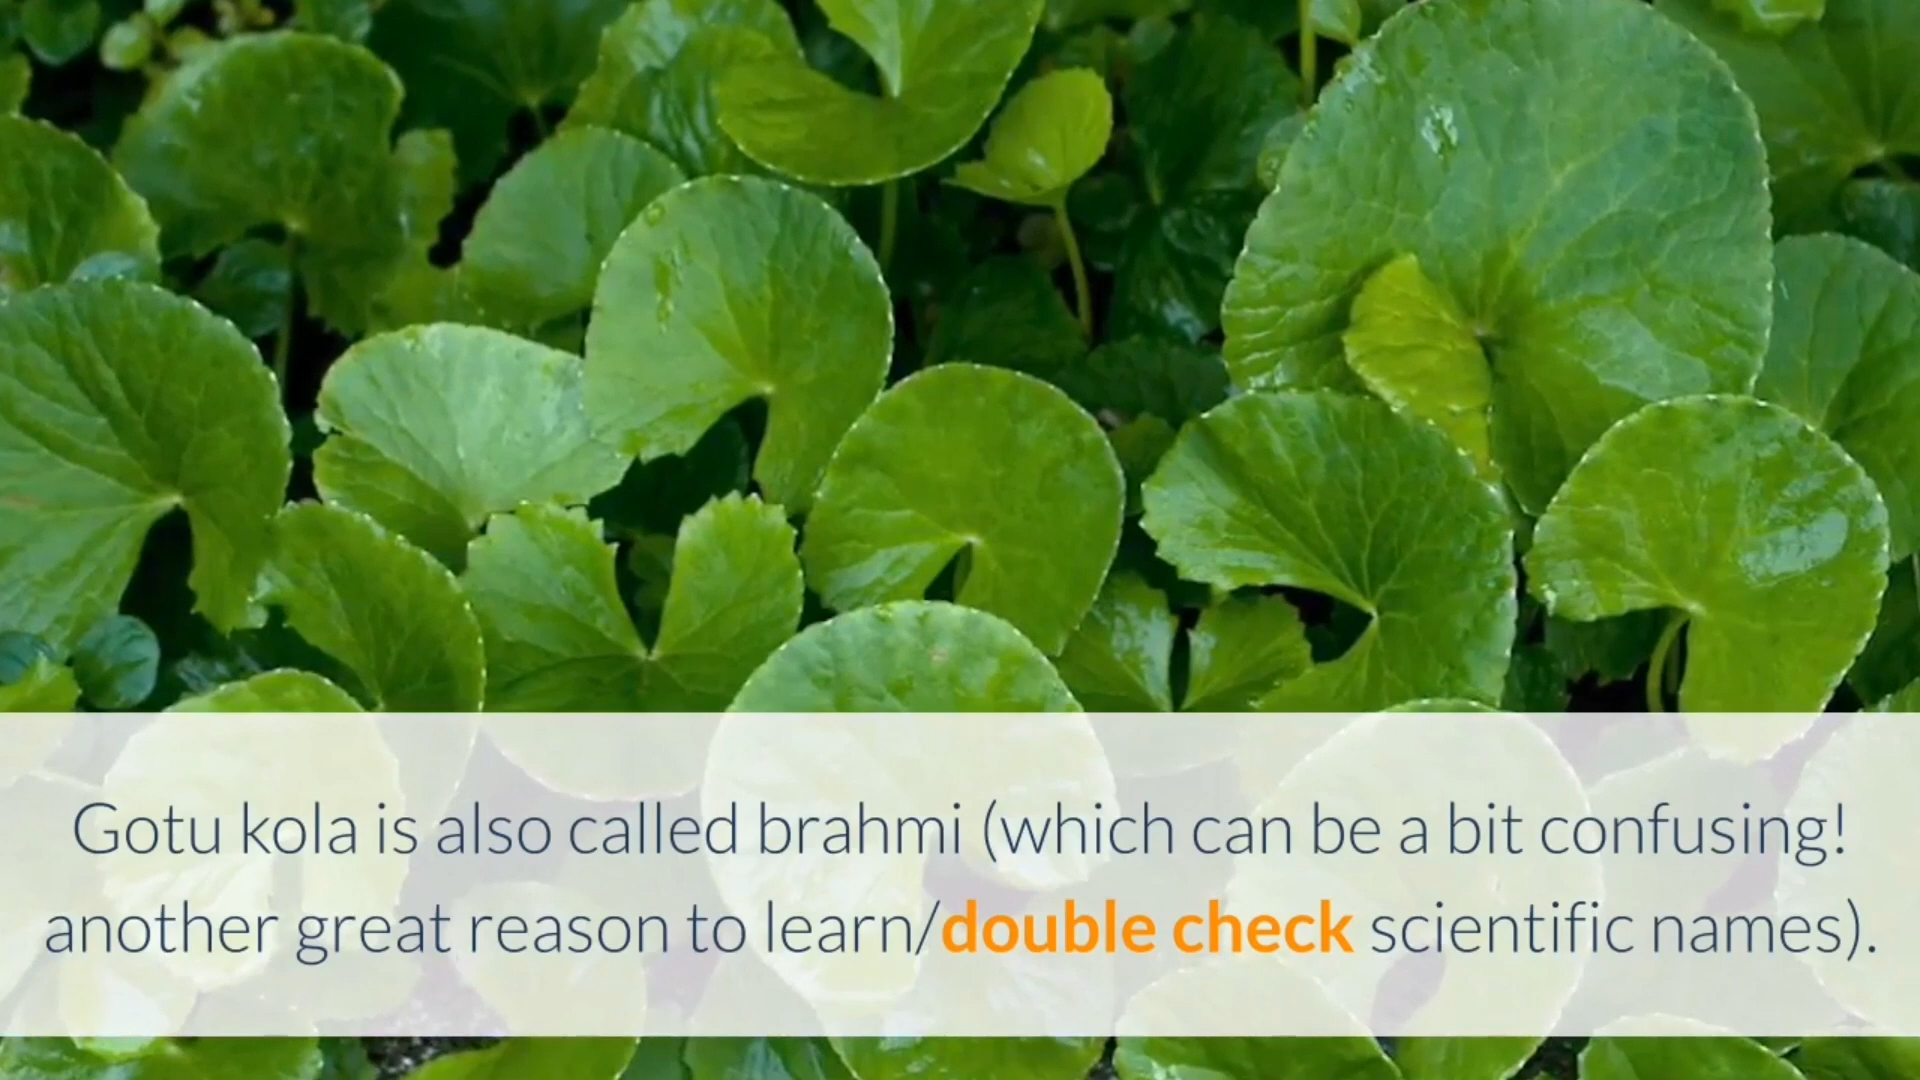 Gotu kola is also called brahmi (which can be a bit confusing!
another great reason to learn/double check scientific names).